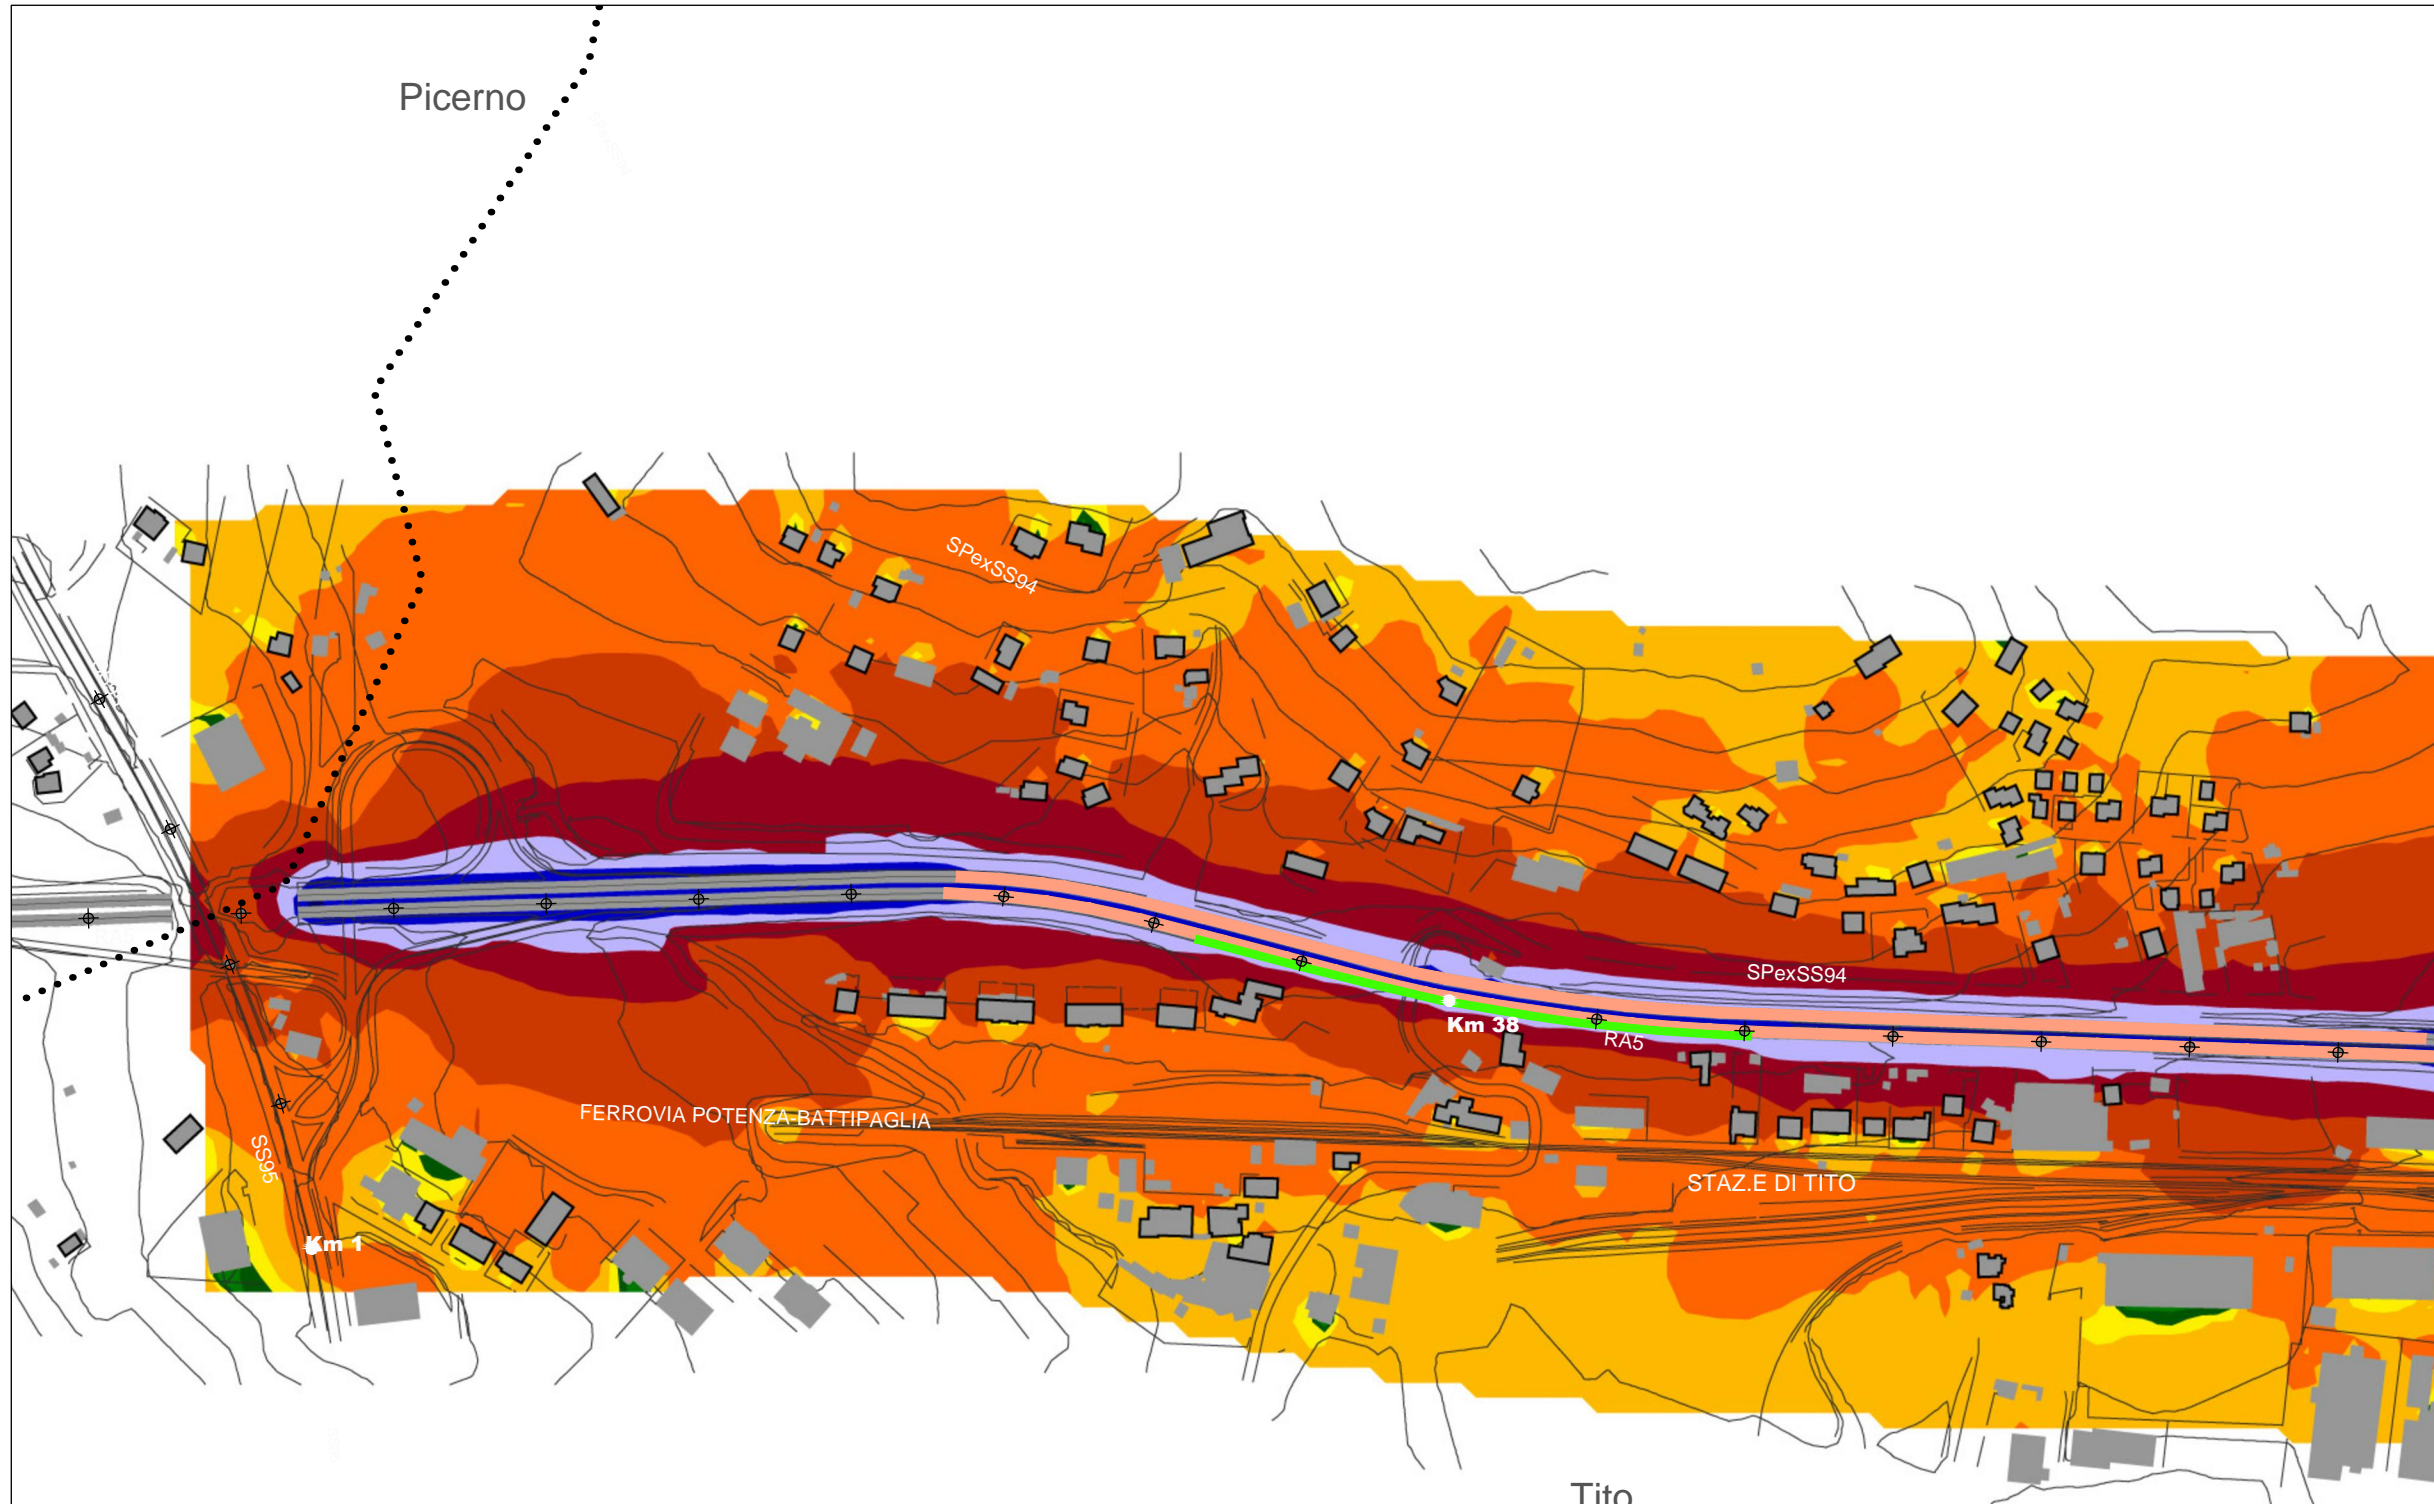 Picerno
SPexSS94
SPexSS94
Km 38
RA5
FERROVIA POTENZA-BATTIPAGLIA
SS95
STAZ.E DI TITO
Km 1
Tito